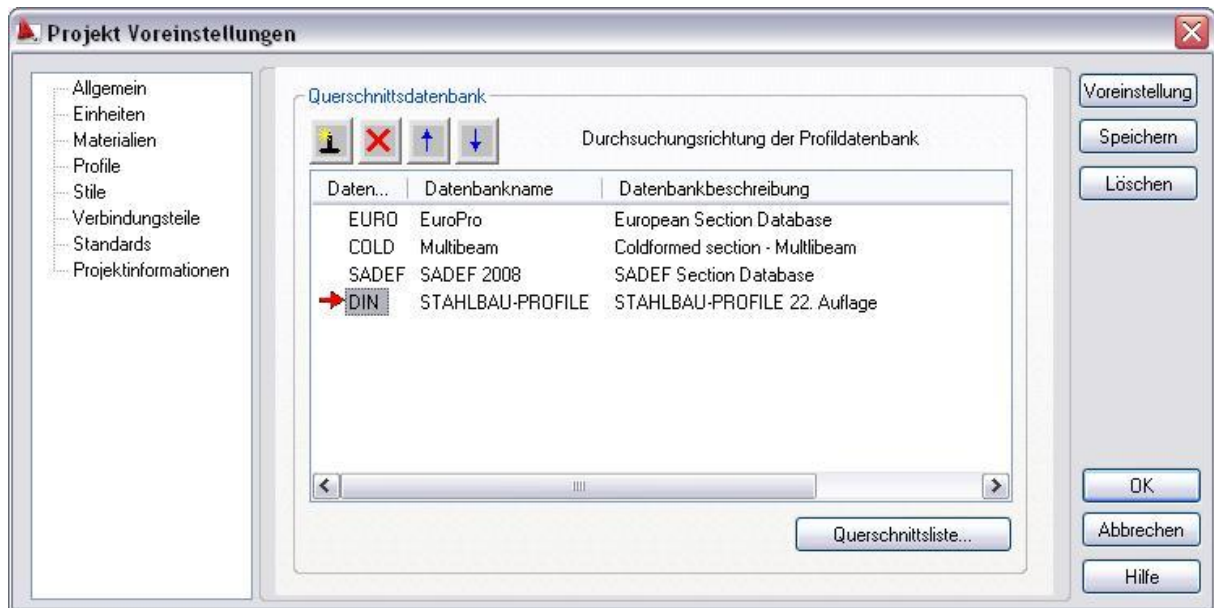 Projekt Voreinstellungen
Allgemein
Einheiten
Materialien
Profile
Stile
Verbindungsteile
Standards
Projektinformationen
Querschnittsdatenbank
Durchsuchungsrichtung der Profildatenbank
Daten... Datenbankname Datenbankbeschreibung
EURO EuroPro European Section Database
COLD Multibeam Coldformed section - Multlibeam
SADEF SADEF 2008 SADEF Section Database
DIN STAHLBAU-PROFILE STAHLBAU-PROFILE 22. Auflage
Querschnittsliste...
Voreinstellung
Speichern
Löschen
OK
Abbrechen
Hilfe